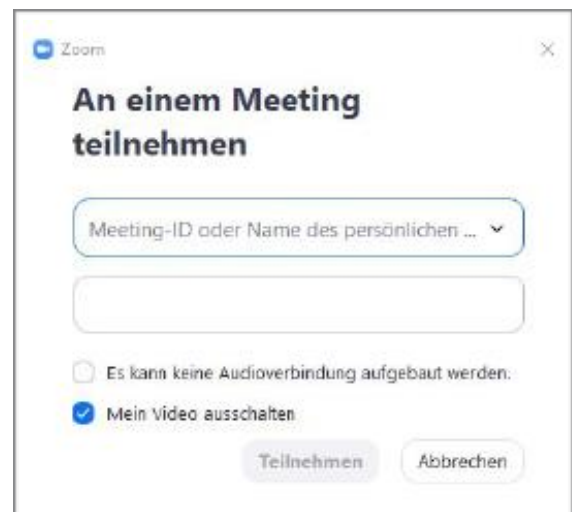 Zoom
An einem Meeting
teilnehmen
Meeting-ID oder Name des persönlichen ...
Es kann keine Audioverbindung aufgebaut werden.
Mein Video ausschalten
Teilnehmen Abbrechen